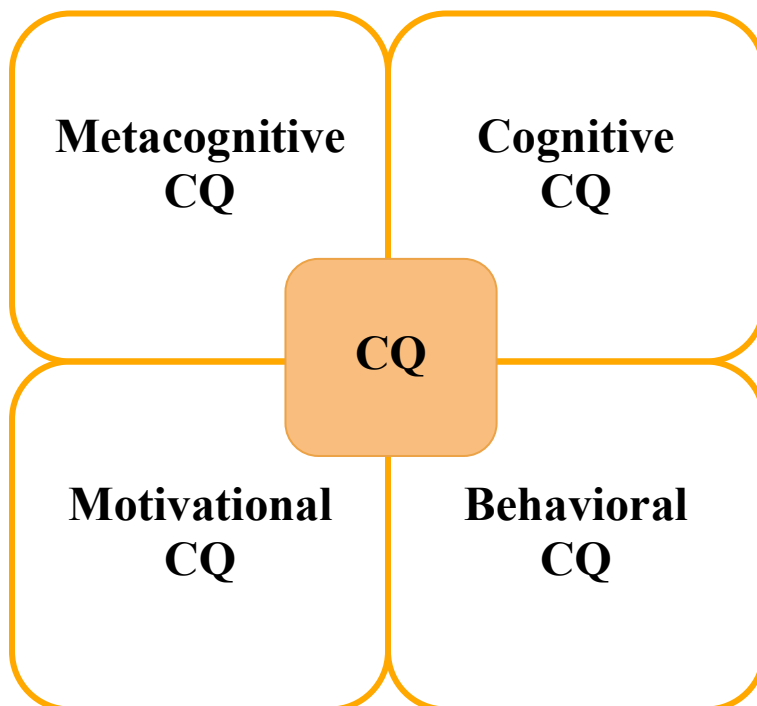 Metacognitive
CQ
Cognitive
CQ
CQ
Motivational
CQ
Behavioral
CQ